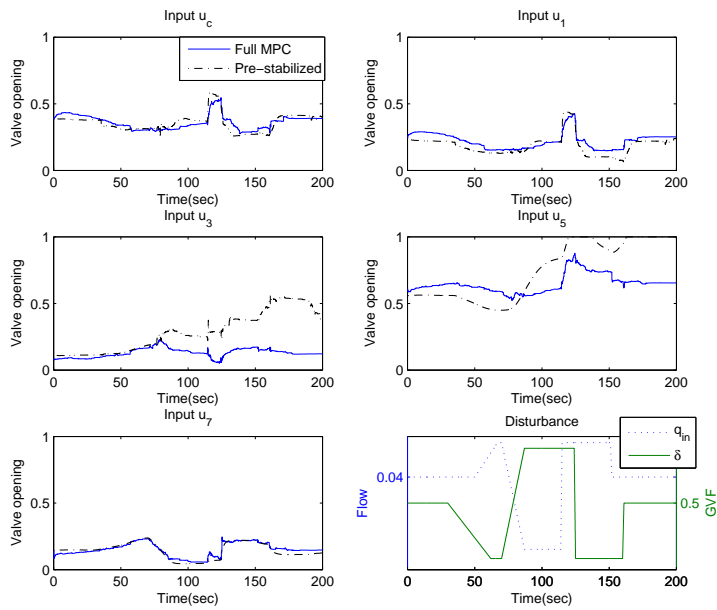 Input u_c
1
0.5
0
Valve opening
0 50 100 150 200
Time(sec)
Full MPC
Pre−stabilized
Input u_1
1
0.5
0
Valve opening
0 50 100 150 200
Time(sec)
Input u_3
1
0.5
0
Valve opening
0 50 100 150 200
Time(sec)
Input u_5
1
0.5
0
Valve opening
0 50 100 150 200
Time(sec)
Input u_7
1
0.5
0
Valve opening
0 50 100 150 200
Time(sec)
Disturbance
0.04
Flow
q_in
δ
0.5
GVF
0 50 100 150 200
Time(sec)